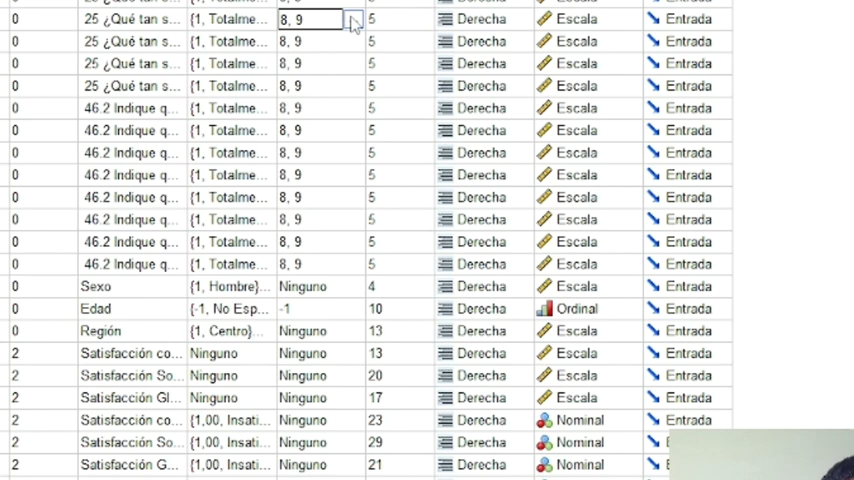 0 25 ¿Qué tan s... {1, Totalme... 8, 9 5 Derecha Escala Entrada
0 25 ¿Qué tan s... {1, Totalme... 8, 9 5 Derecha Escala Entrada
0 25 ¿Qué tan s... {1, Totalme... 8, 9 5 Derecha Escala Entrada
0 25 ¿Qué tan s... {1, Totalme... 8, 9 5 Derecha Escala Entrada
0 46.2 Indique q... {1, Totalme... 8, 9 5 Derecha Escala Entrada
0 46.2 Indique q... {1, Totalme... 8, 9 5 Derecha Escala Entrada
0 46.2 Indique q... {1, Totalme... 8, 9 5 Derecha Escala Entrada
0 46.2 Indique q... {1, Totalme... 8, 9 5 Derecha Escala Entrada
0 46.2 Indique q... {1, Totalme... 8, 9 5 Derecha Escala Entrada
0 46.2 Indique q... {1, Totalme... 8, 9 5 Derecha Escala Entrada
0 46.2 Indique q... {1, Totalme... 8, 9 5 Derecha Escala Entrada
0 46.2 Indique q... {1, Totalme... 8, 9 5 Derecha Escala Entrada
0 Sexo {1, Hombre}... Ninguno 4 Derecha Escala Entrada
0 Edad {-1, No Esp... -1 10 Derecha Ordinal Entrada
0 Región {1, Centro}... Ninguno 13 Derecha Escala Entrada
2 Satisfacción co... Ninguno Ninguno 13 Derecha Escala Entrada
2 Satisfacción So... Ninguno Ninguno 20 Derecha Escala Entrada
2 Satisfacción Gl... Ninguno Ninguno 17 Derecha Escala Entrada
2 Satisfacción co... {1,00, Insati... Ninguno 23 Derecha Nominal Entrada
2 Satisfacción So... {1,00, Insati... Ninguno 29 Derecha Nominal
2 Satisfacción G... {1,00, Insati... Ninguno 21 Derecha Nominal